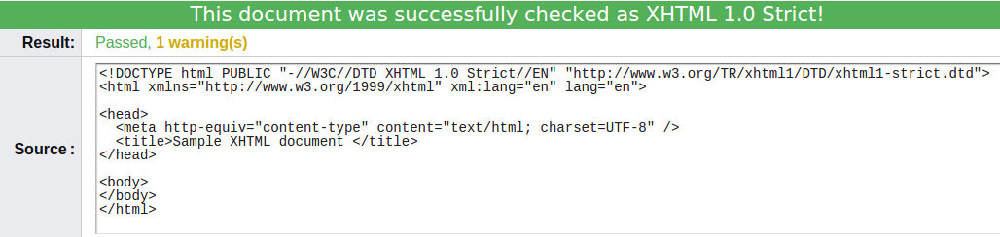 This document was successfully checked as XHTML 1.0 Strict!
Result: Passed, 1 warning(s)
Source :
<!DOCTYPE html PUBLIC "-//W3C//DTD XHTML 1.0 Strict//EN" "http://www.w3.org/TR/xhtml1/DTD/xhtml1-strict.dtd">
<html xmlns="http://www.w3.org/1999/xhtml" xml:lang="en" lang="en">
<head>
<meta http-equiv="content-type" content="text/html; charset=UTF-8" />
<title>Sample XHTML document </title>
</head>
<body>
</body>
</html>